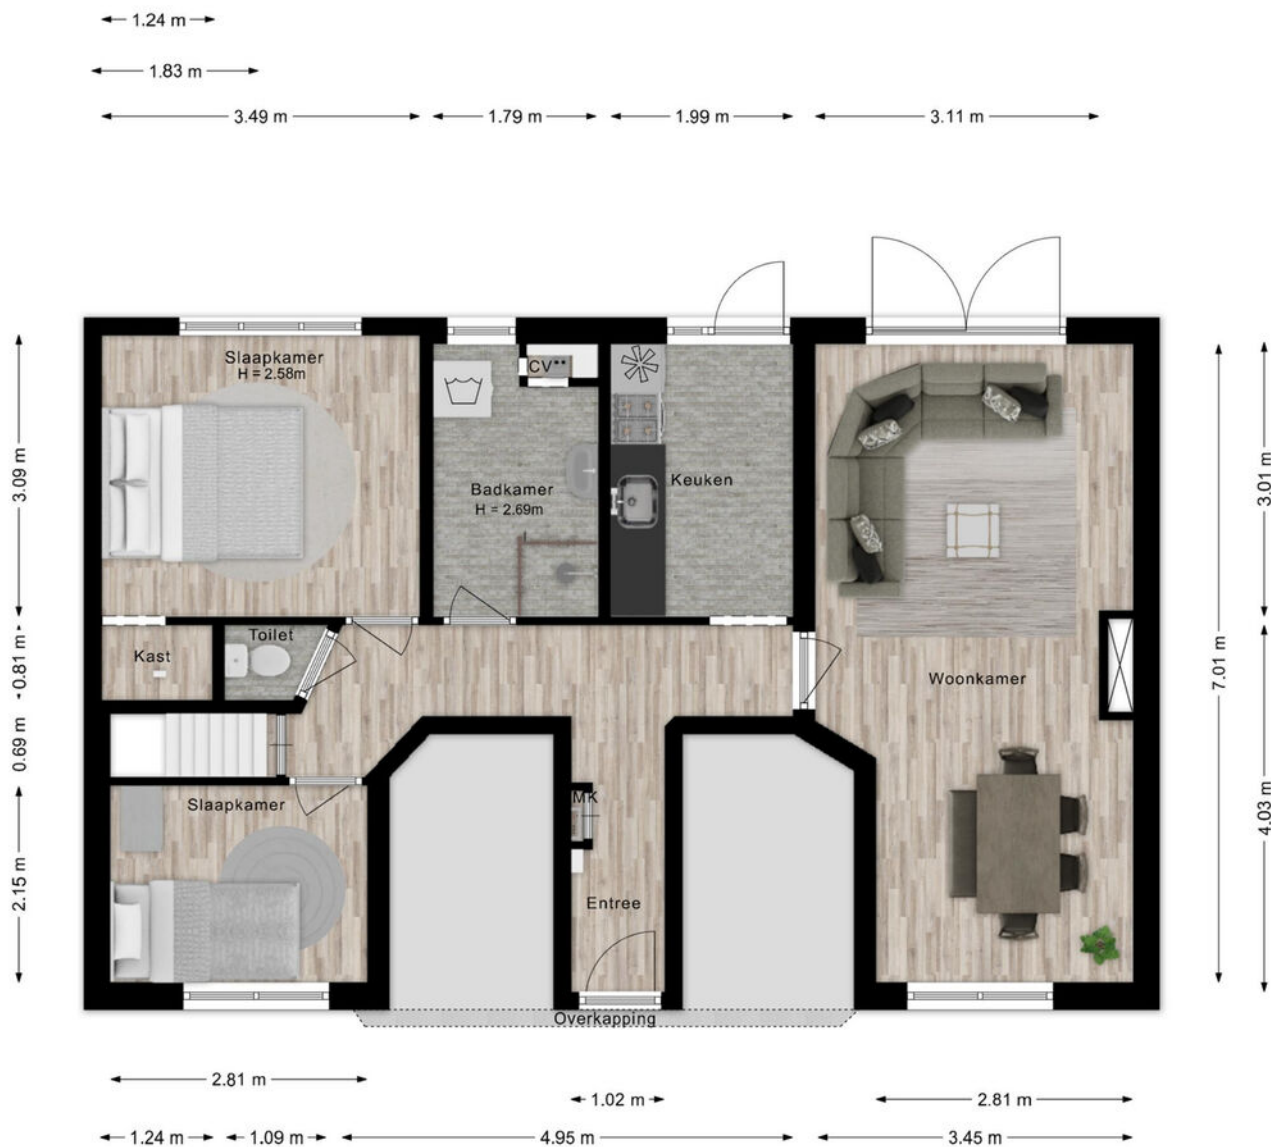 1.24 m
1.83 m
3.49 m
1.79 m
1.99 m
3.11 m
Slaapkamer
H = 2.58m
CV**
3.09 m
3.01 m
Keuken
Badkamer
H = 2.69m
Toilet
Kast
0.81 m
7.01 m
Woonkamer
0.69 m
MK
Slaapkamer
4.03 m
2.15 m
Entree
Overkapping
2.81 m
1.02 m
2.81 m
1.24 m
1.09 m
4.95 m
3.45 m